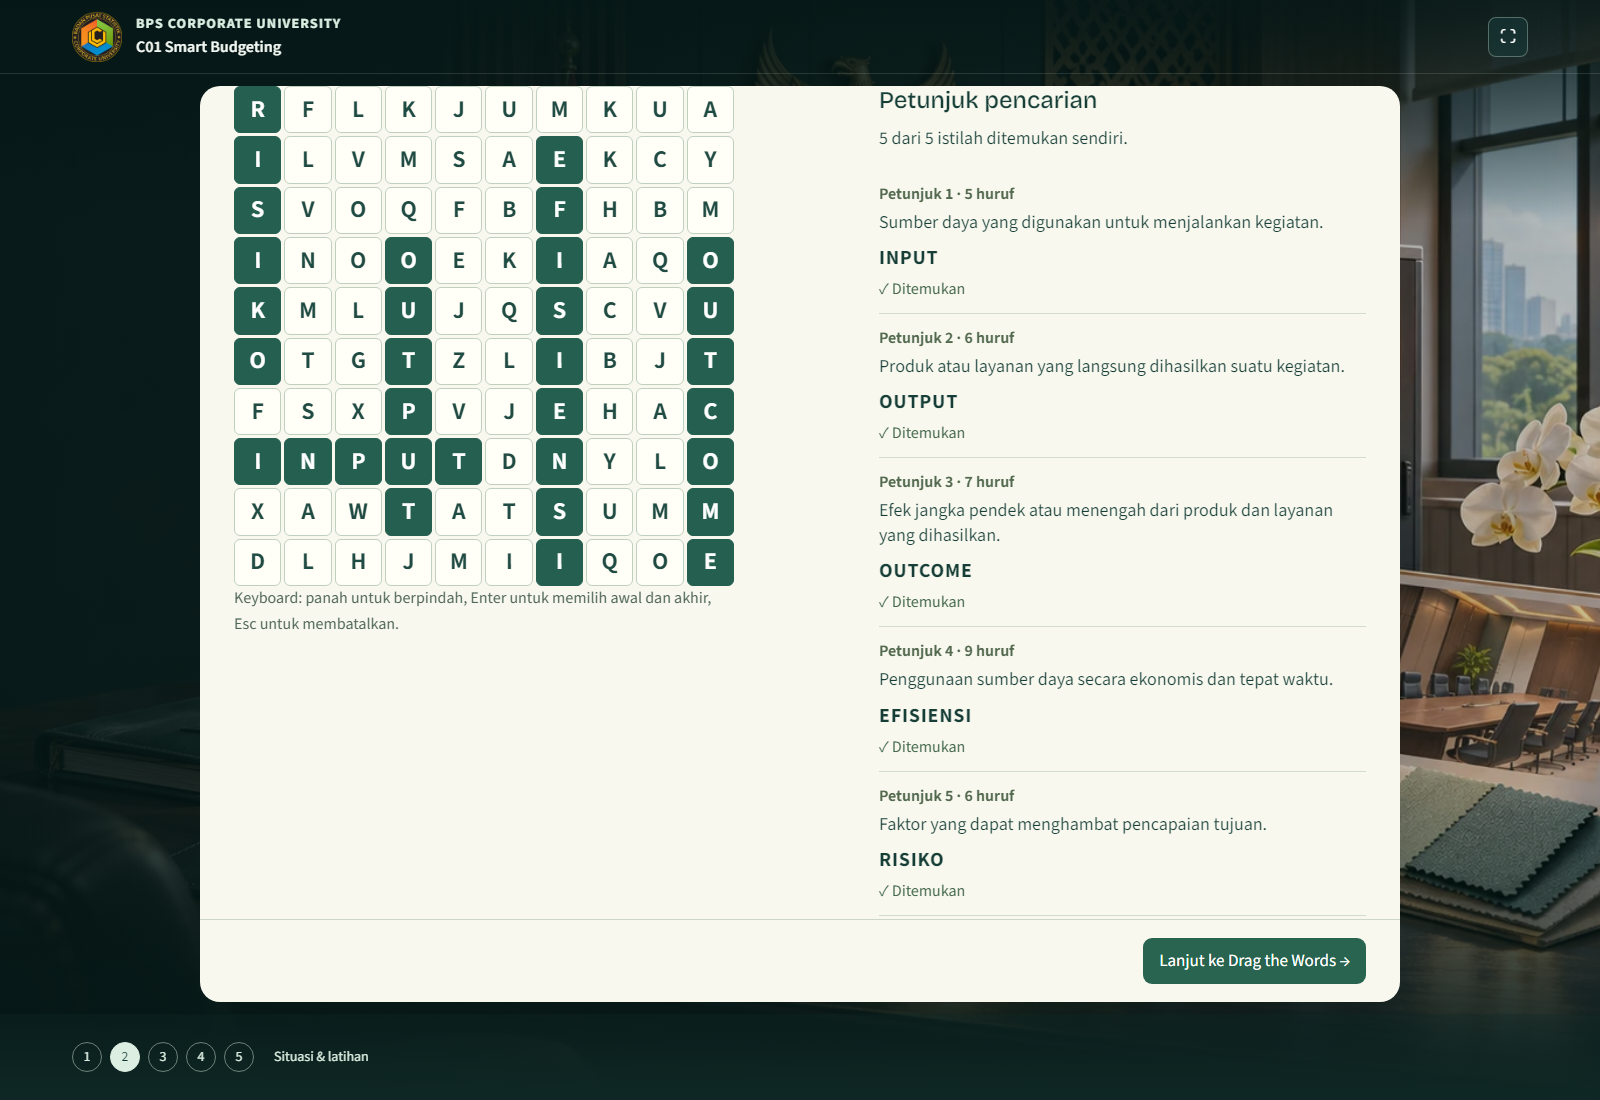 BPS CORPORATE UNIVERSITY
C01 Smart Budgeting
R F L K J U M K U A
I L V M S A E K C Y
S V O Q F B F H B M
I N O O E K I A Q O
K M L U J Q S C V U
O T G T Z L I B J T
F S X P V J E H A C
I N P U T D N Y L O
X A W T A T S U M M
D L H J M I I Q O E
Keyboard: panah untuk berpindah, Enter untuk memilih awal dan akhir,
Esc untuk membatalkan.
Petunjuk pencarian
5 dari 5 istilah ditemukan sendiri.
Petunjuk 1 · 5 huruf
Sumber daya yang digunakan untuk menjalankan kegiatan.
INPUT
✓ Ditemukan
Petunjuk 2 · 6 huruf
Produk atau layanan yang langsung dihasilkan suatu kegiatan.
OUTPUT
✓ Ditemukan
Petunjuk 3 · 7 huruf
Efek jangka pendek atau menengah dari produk dan layanan
yang dihasilkan.
OUTCOME
✓ Ditemukan
Petunjuk 4 · 9 huruf
Penggunaan sumber daya secara ekonomis dan tepat waktu.
EFISIENSI
✓ Ditemukan
Petunjuk 5 · 6 huruf
Faktor yang dapat menghambat pencapaian tujuan.
RISIKO
✓ Ditemukan
Lanjut ke Drag the Words →
1 2 3 4 5 Situasi & latihan